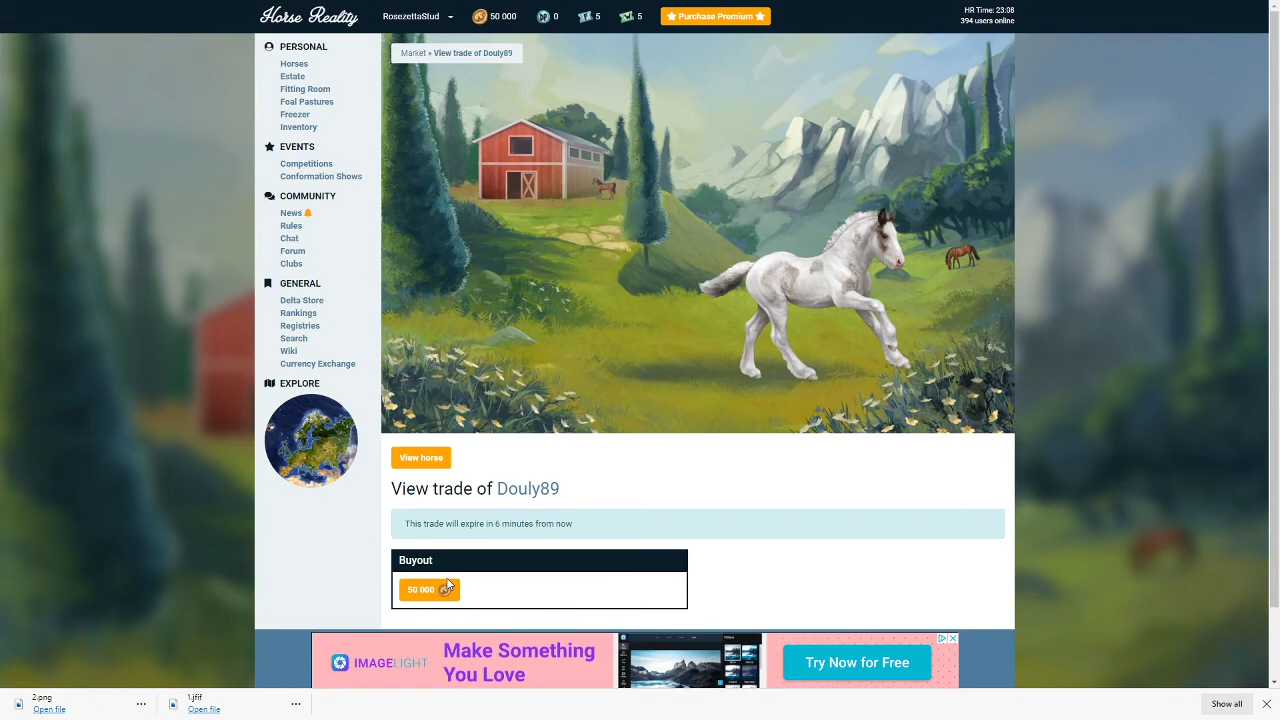 Horse Reality
RosezettaStud
50 000
0
5
5
Purchase Premium
HR Time: 23:08
394 users online
PERSONAL
Horses
Estate
Fitting Room
Foal Pastures
Freezer
Inventory
EVENTS
Competitions
Conformation Shows
COMMUNITY
News
Rules
Chat
Forum
Clubs
GENERAL
Delta Store
Rankings
Registries
Search
Wiki
Currency Exchange
EXPLORE
Market » View trade of Douly89
View horse
View trade of Douly89
This trade will expire in 6 minutes from now
Buyout
50 000
IMAGELIGHT
Make Something
You Love
Try Now for Free
Open file
1.jfif
Open file
Show all